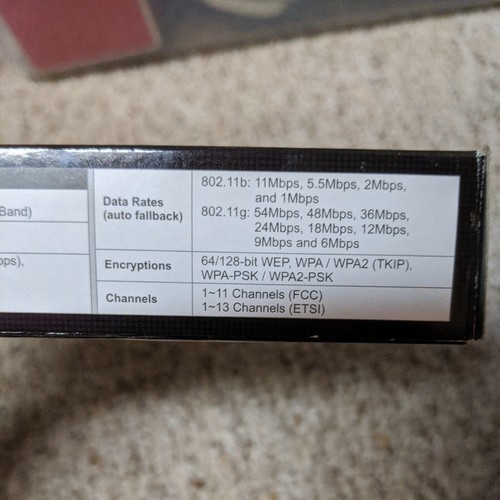 Band)
ops).
Data Rates
(auto fallback)
802.11b: 11Mbps, 5.5Mbps, 2Mbps,
and 1Mbps
802.11g: 54Mbps, 48Mbps, 36Mbps,
24Mbps, 18Mbps, 12Mbps,
9Mbps and 6Mbps
Encryptions
64/128-bit WEP, WPA / WPA2 (TKIP),
WPA-PSK / WPA2-PSK
Channels
1~11 Channels (FCC)
1~13 Channels (ETSI)